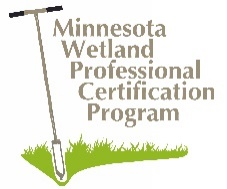 Minnesota
Wetland
Professional
Certification
Program